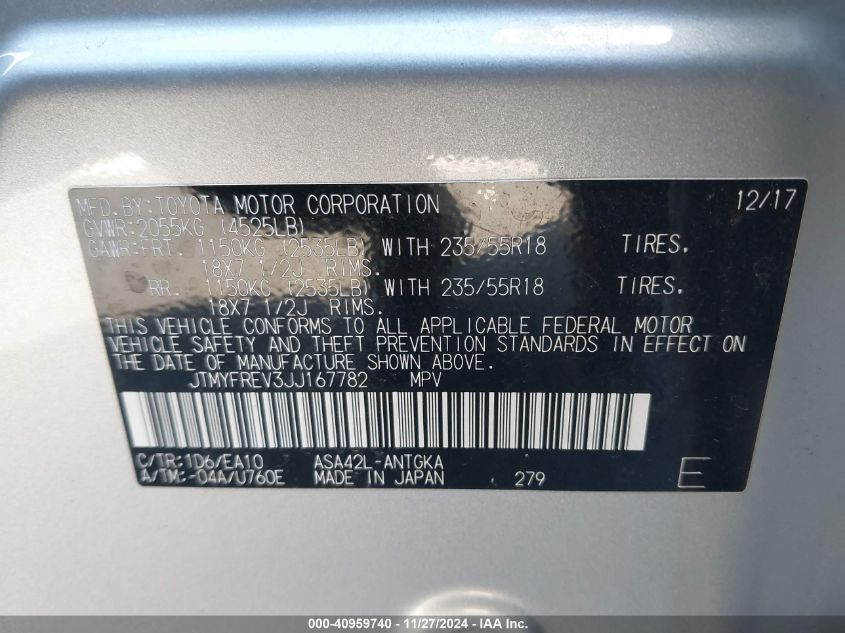 MFD. BY:TOYOTA MOTOR CORPORATION 12/17
GVWR:2055KG (4525LB)
GAWR:FRT. 1150KG (2535LB) WITH 235/55R18 TIRES.
18X7 1/2J RIMS.
RR. 1150KG (2535LB) WITH 235/55R18 TIRES.
18X7 1/2J RIMS.
THIS VEHICLE CONFORMS TO ALL APPLICABLE FEDERAL MOTOR
VEHICLE SAFETY AND THEFT PREVENTION STANDARDS IN EFFECT ON
THE DATE OF MANUFACTURE SHOWN ABOVE.
JTMYFREV3JJ167782 MPV
C/TR:1D6/EA10 ASA42L-ANTGKA
A/TM:-04A/U760E MADE IN JAPAN 279 E
000-40959740 - 11/27/2024 - IAA Inc.